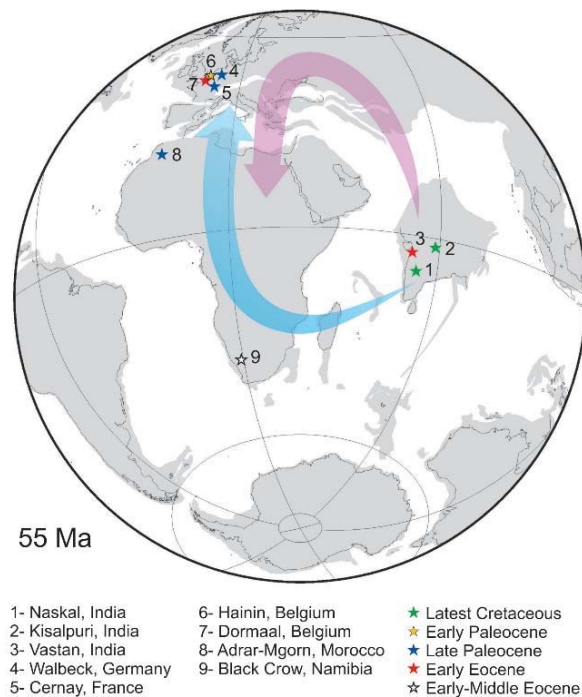 6
4
7
5
8
3
2
1
9
55 Ma
1- Naskal, India
2- Kisalpuri, India
3- Vastan, India
4- Walbeck, Germany
5- Cernay, France
6- Hainin, Belgium
7- Dormaal, Belgium
8- Adrar-Mgorn, Morocco
9- Black Crow, Namibia
Latest Cretaceous
Early Paleocene
Late Paleocene
Early Eocene
Early-Middle Eocene